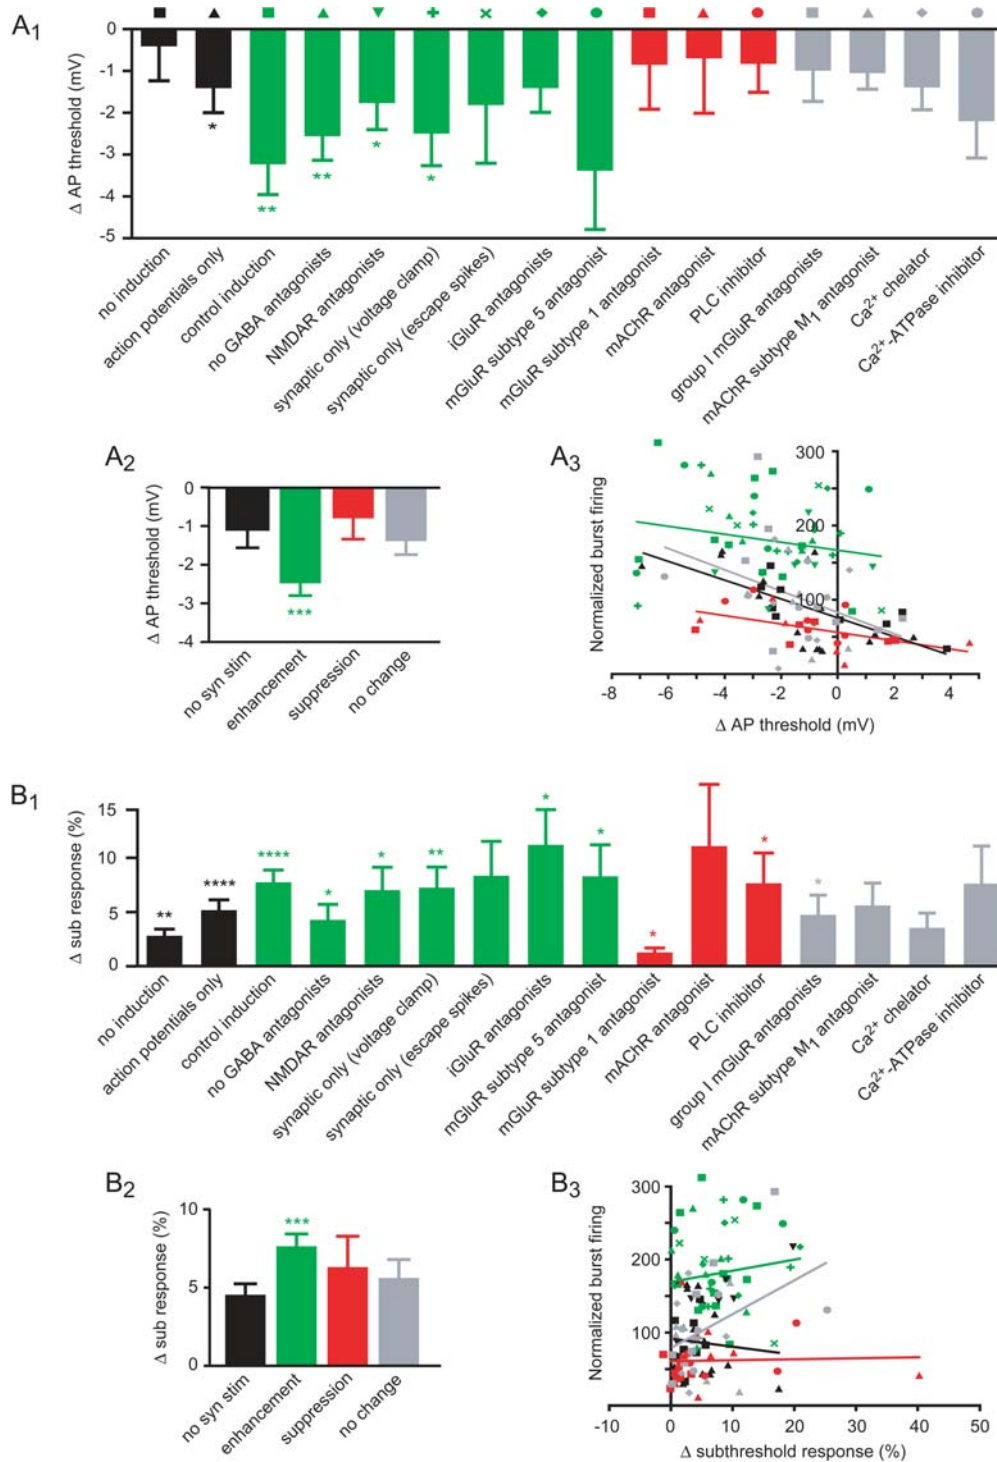 A1
Δ AP threshold (mV)
0
-1
-2
-3
-4
-5
*
**
**
*
*
no induction
action potentials only
control induction
no GABA antagonists
NMDAR antagonists
synaptic only (voltage clamp)
synaptic only (escape spikes)
iGluR antagonists
mGluR subtype 5 antagonist
mGluR subtype 1 antagonist
mAChR antagonist
PLC inhibitor
group I mGluR antagonists
mAChR subtype M1 antagonist
Ca2+ chelator
Ca2+-ATPase inhibitor
A2
Δ AP threshold (mV)
0
-1
-2
-3
-4
***
no syn stim
enhancement
suppression
no change
A3
Normalized burst firing
300
200
100
-8 -6 -4 -2 0 2 4
Δ AP threshold (mV)
B1
Δ sub response (%)
15
10
5
0
** **** **** * * ** * * * * *
no induction
action potentials only
control induction
no GABA antagonists
NMDAR antagonists
synaptic only (voltage clamp)
synaptic only (escape spikes)
iGluR antagonists
mGluR subtype 5 antagonist
mGluR subtype 1 antagonist
mAChR antagonist
PLC inhibitor
group I mGluR antagonists
mAChR subtype M1 antagonist
Ca2+ chelator
Ca2+-ATPase inhibitor
B2
Δ sub response (%)
10
5
0
***
no syn stim
enhancement
suppression
no change
B3
Normalized burst firing
300
200
100
-10 0 10 20 30 40 50
Δ subthreshold response (%)